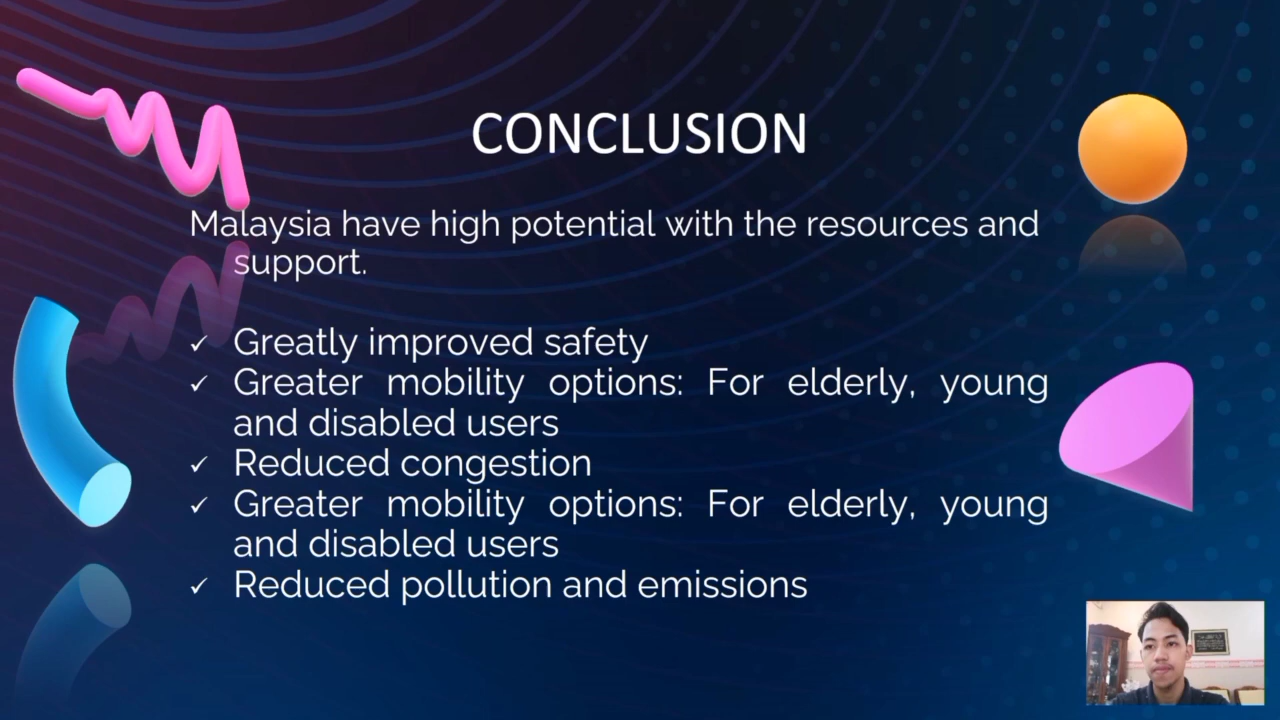 CONCLUSION
Malaysia have high potential with the resources and
support.
✓ Greatly improved safety
✓ Greater mobility options: For elderly, young
and disabled users
✓ Reduced congestion
✓ Greater mobility options: For elderly, young
and disabled users
✓ Reduced pollution and emissions